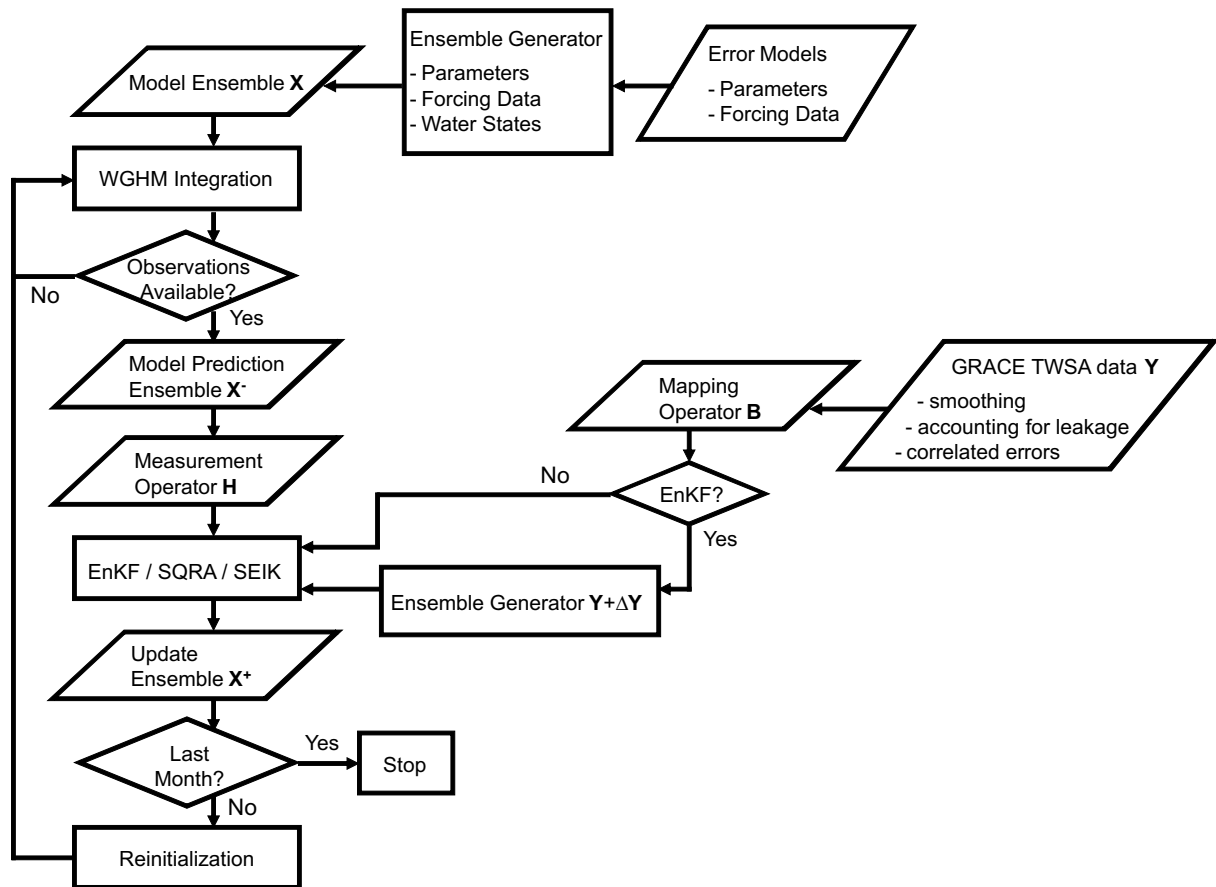 Model Ensemble X
Ensemble Generator
- Parameters
- Forcing Data
- Water States
Error Models
- Parameters
- Forcing Data
WGHM Integration
Observations
Available?
No
Yes
Model Prediction
Ensemble X⁻
Mapping
Operator B
GRACE TWSA data Y
- smoothing
- accounting for leakage
- correlated errors
Measurement
Operator H
No
EnKF?
Yes
EnKF / SQRA / SEIK
Ensemble Generator Y+ΔY
Update
Ensemble X⁺
Last
Month?
Yes
Stop
No
Reinitialization